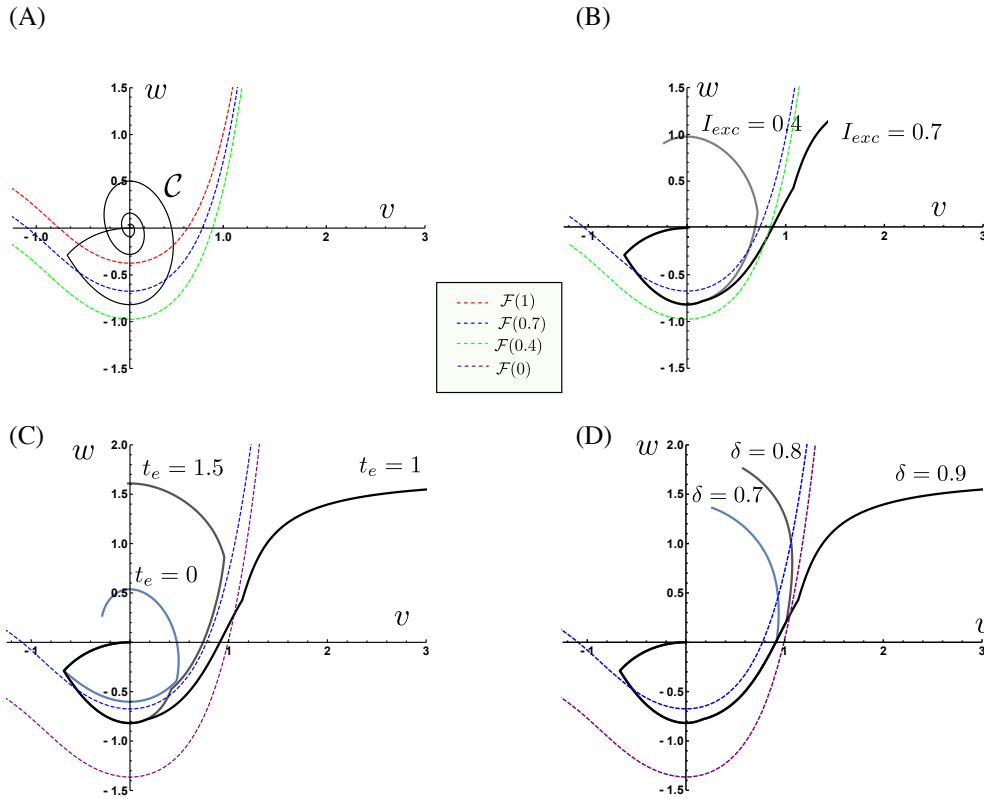 (A)
w
1.5
1.0
0.5
- 0.5
- 1.0
- 1.5
- 1.0
1.0
3
v
𝒞
(B)
w
1.5
1.0
0.5
- 0.5
- 1.0
- 1.5
- 1
1
2
3
v
I_exc = 0.4
I_exc = 0.7
ℱ(1)
ℱ(0.7)
ℱ(0.4)
ℱ(0)
(C)
w
2.0
1.5
1.0
0.5
- 0.5
- 1.0
- 1.5
- 1
1
2
3
v
t_e = 1.5
t_e = 1
t_e = 0
(D)
w
2.0
1.5
1.0
0.5
- 0.5
- 1.0
- 1.5
- 1
1
2
3
v
δ = 0.8
δ = 0.9
δ = 0.7